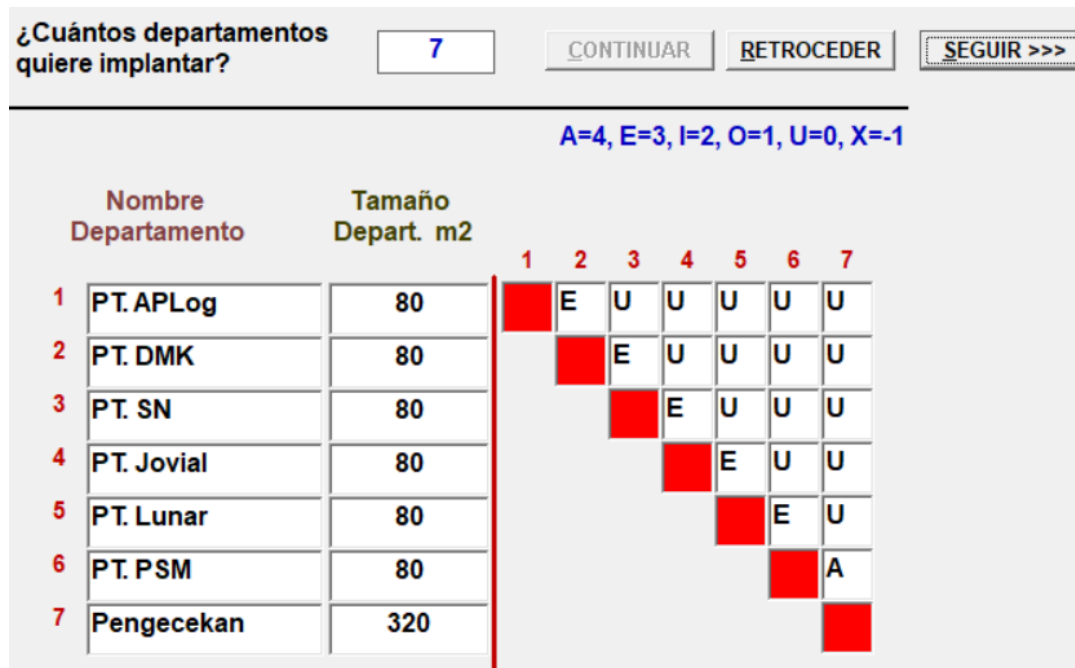 ¿Cuántos departamentos
quiere implantar?
7
CONTINUAR
RETROCEDER
SEGUIR >>>
A=4, E=3, I=2, O=1, U=0, X=-1
Nombre
Departamento
Tamaño
Depart. m2
1 2 3 4 5 6 7
1 PT. APLog 80 E U U U U U
2 PT. DMK 80 E U U U U
3 PT. SN 80 E U U U
4 PT. Jovial 80 E U U
5 PT. Lunar 80 E U
6 PT. PSM 80 A
7 Pengecekan 320